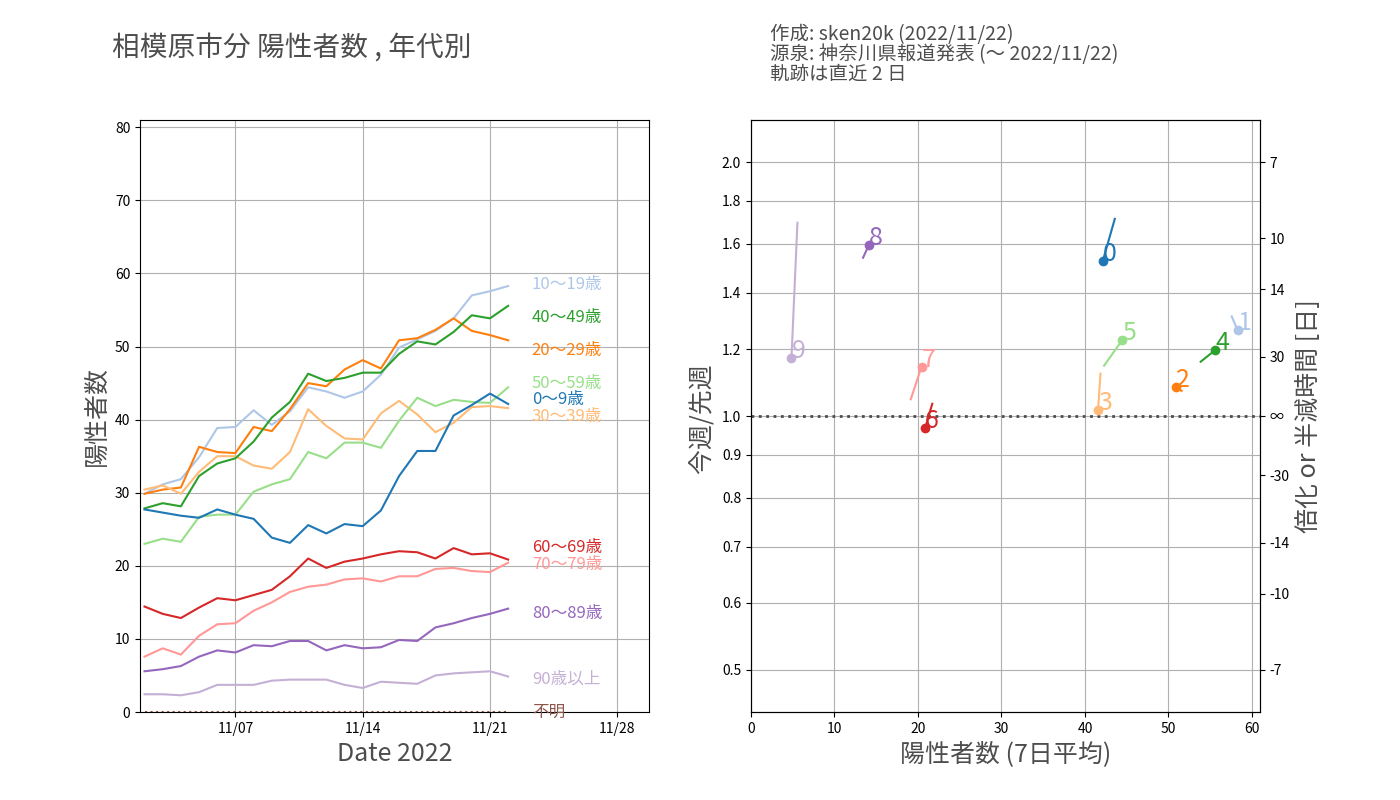 相模原市分 陽性者数 , 年代別
作成: sken20k (2022/11/22)
源泉: 神奈川県報道発表 (〜 2022/11/22)
軌跡は直近 2 日
80
70
60
50
40
30
20
10
0
陽性者数
10〜19歳
40〜49歳
20〜29歳
50〜59歳
0〜9歳
30〜39歳
60〜69歳
70〜79歳
80〜89歳
90歳以上
不明
11/07
11/14
11/21
11/28
Date 2022
今週/先週
2.0
1.8
1.6
1.4
1.2
1.0
0.9
0.8
0.7
0.6
0.5
8
0
1
5
4
9
7
2
3
6
7
10
14
30
∞
-30
-14
-10
-7
倍化 or 半減時間 [日]
0
10
20
30
40
50
60
陽性者数 (7日平均)